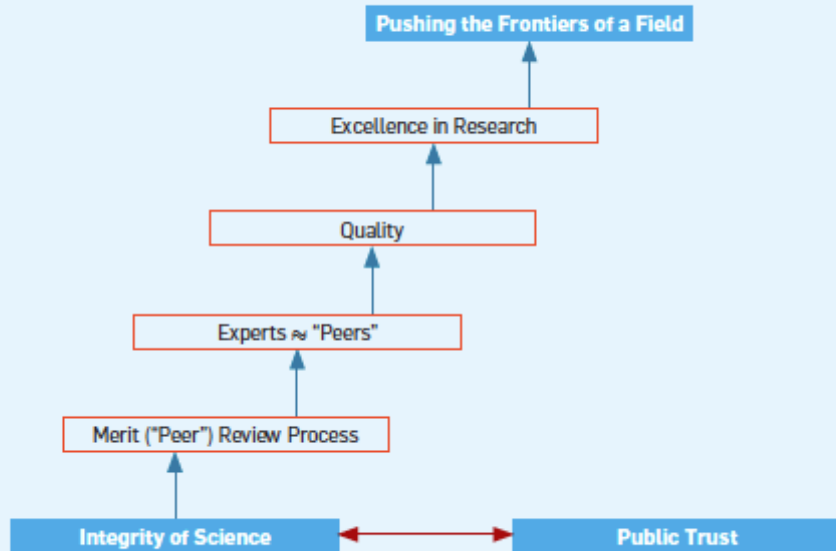 Pushing the Frontiers of a Field
Excellence in Research
Quality
Experts ≈ “Peers”
Merit (“Peer”) Review Process
Integrity of Science
Public Trust